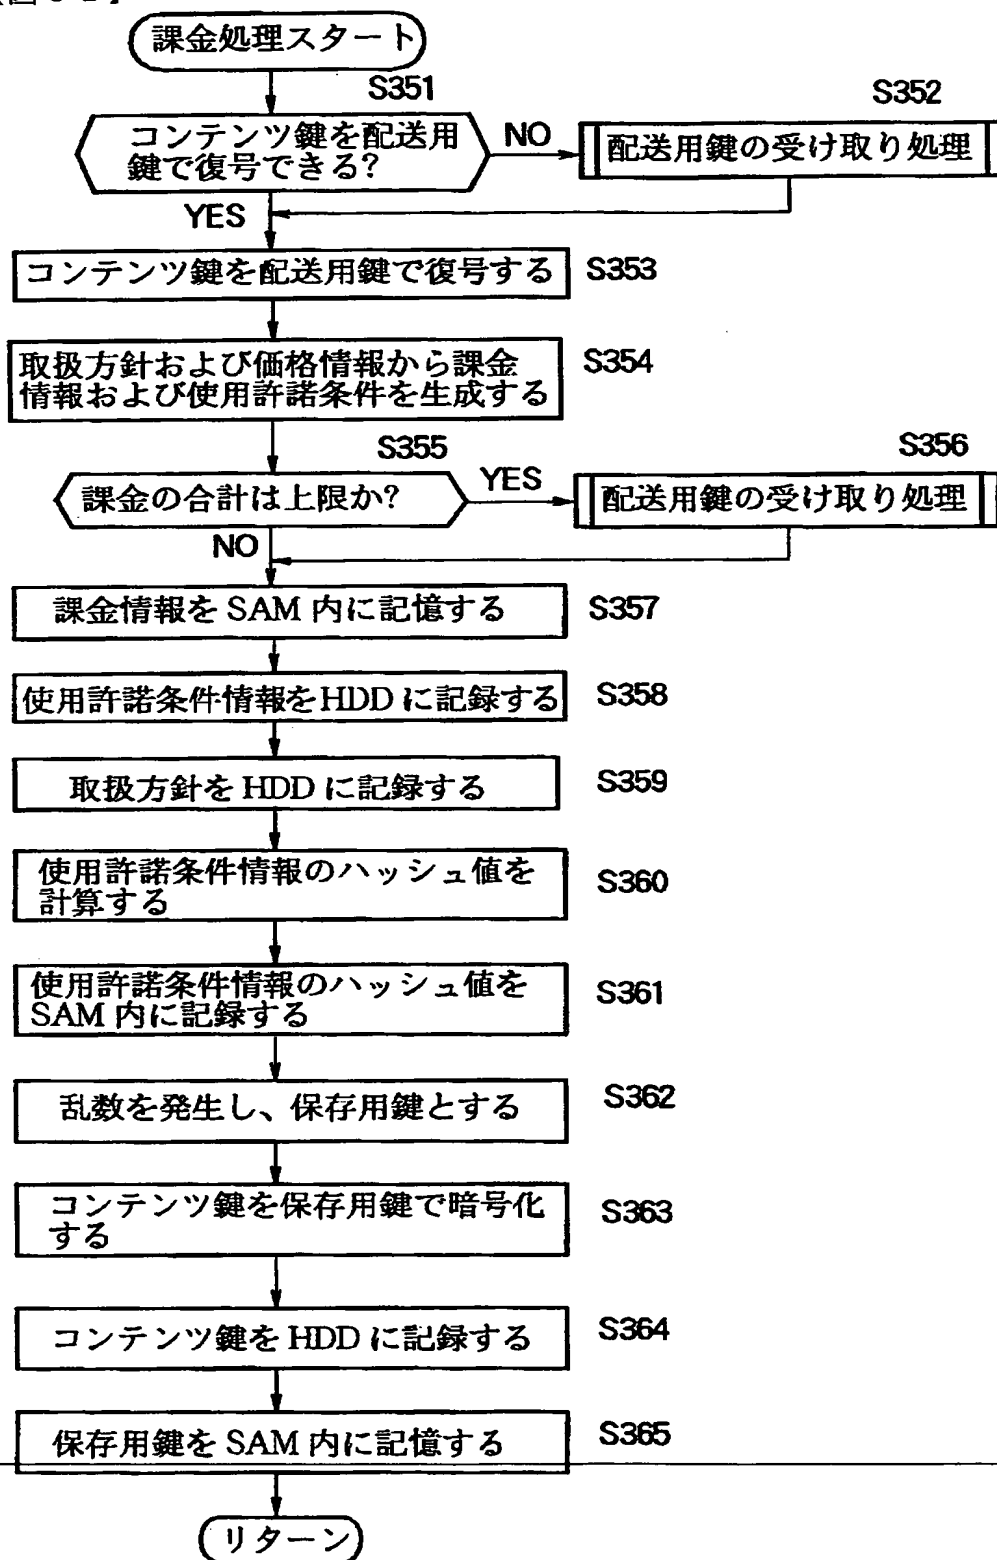 課金処理スタート
S351
S352
コンテンツ鍵を配送用
鍵で復号できる?
NO
配送用鍵の受け取り処理
YES
コンテンツ鍵を配送用鍵で復号する
S353
取扱方針および価格情報から課金
情報および使用許諾条件を生成する
S354
S355
S356
課金の合計は上限か?
YES
配送用鍵の受け取り処理
NO
課金情報を SAM 内に記憶する
S357
使用許諾条件情報をHDDに記録する
S358
取扱方針を HDD に記録する
S359
使用許諾条件情報のハッシュ値を
計算する
S360
使用許諾条件情報のハッシュ値を
SAM 内に記録する
S361
乱数を発生し、保存用鍵とする
S362
コンテンツ鍵を保存用鍵で暗号化
する
S363
コンテンツ鍵を HDD に記録する
S364
保存用鍵を SAM 内に記憶する
S365
リターン